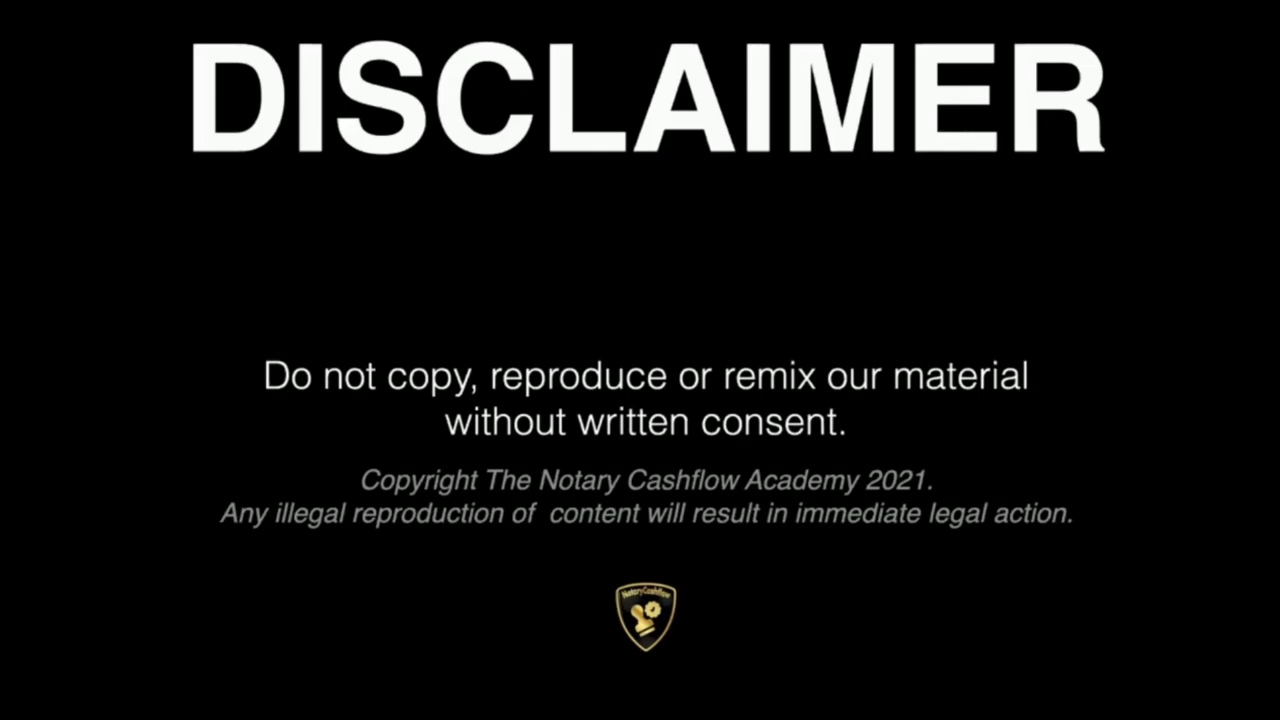 DISCLAIMER
Do not copy, reproduce or remix our material
without written consent.
Copyright The Notary Cashflow Academy 2021.
Any illegal reproduction of  content will result in immediate legal action.
NotaryCashflow